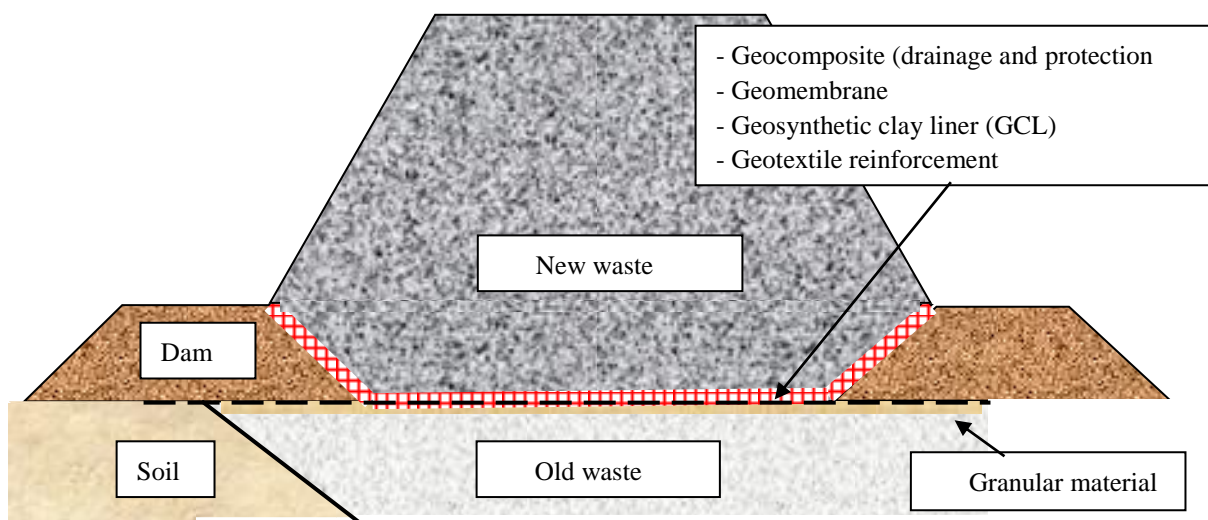 - Geocomposite (drainage and protection
- Geomembrane
- Geosynthetic clay liner (GCL)
- Geotextile reinforcement
New waste
Dam
Soil
Old waste
Granular material